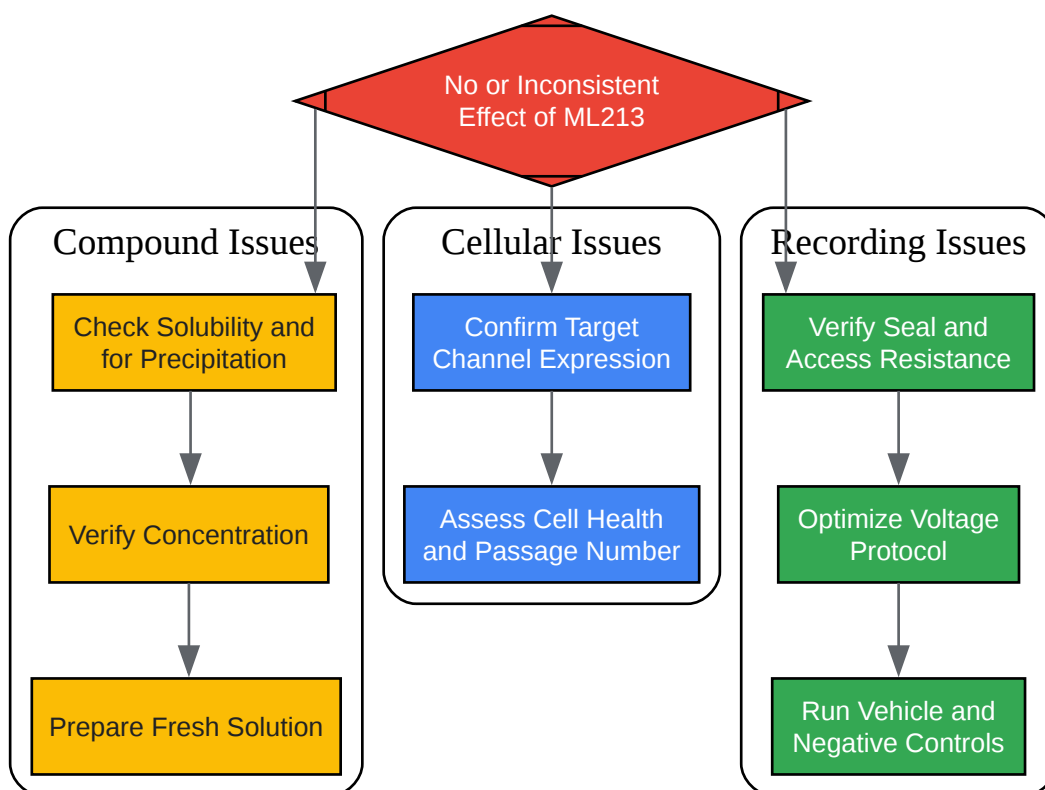 No or Inconsistent
Effect of ML213
Compound Issues
Check Solubility and
for Precipitation
Verify Concentration
Prepare Fresh Solution
Cellular Issues
Confirm Target
Channel Expression
Assess Cell Health
and Passage Number
Recording Issues
Verify Seal and
Access Resistance
Optimize Voltage
Protocol
Run Vehicle and
Negative Controls